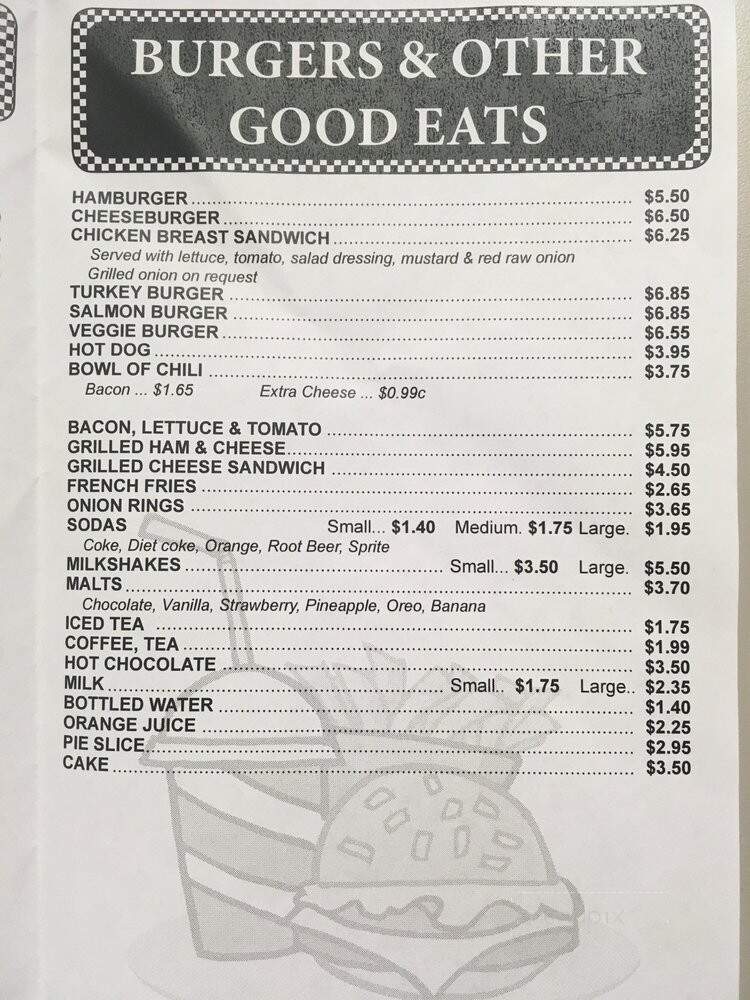 BURGERS & OTHER
GOOD EATS
HAMBURGER ........ $5.50
CHEESEBURGER ........ $6.50
CHICKEN BREAST SANDWICH ........ $6.25
Served with lettuce, tomato, salad dressing, mustard & red raw onion
Grilled onion on request
TURKEY BURGER ........ $6.85
SALMON BURGER ........ $6.85
VEGGIE BURGER ........ $6.55
HOT DOG ........ $3.95
BOWL OF CHILI ........ $3.75
Bacon ... $1.65 Extra Cheese ... $0.99c
BACON, LETTUCE & TOMATO ........ $5.75
GRILLED HAM & CHEESE ........ $5.95
GRILLED CHEESE SANDWICH ........ $4.50
FRENCH FRIES ........ $2.65
ONION RINGS ........ $3.65
SODAS Small... $1.40 Medium. $1.75 Large. $1.95
Coke, Diet coke, Orange, Root Beer, Sprite
MILKSHAKES ........ Small... $3.50 Large. $5.50
MALTS ........ $3.70
Chocolate, Vanilla, Strawberry, Pineapple, Oreo, Banana
ICED TEA ........ $1.75
COFFEE, TEA ........ $1.99
HOT CHOCOLATE ........ $3.50
MILK ........ Small.. $1.75 Large.. $2.35
BOTTLED WATER ........ $1.40
ORANGE JUICE ........ $2.25
PIE SLICE ........ $2.95
CAKE ........ $3.50